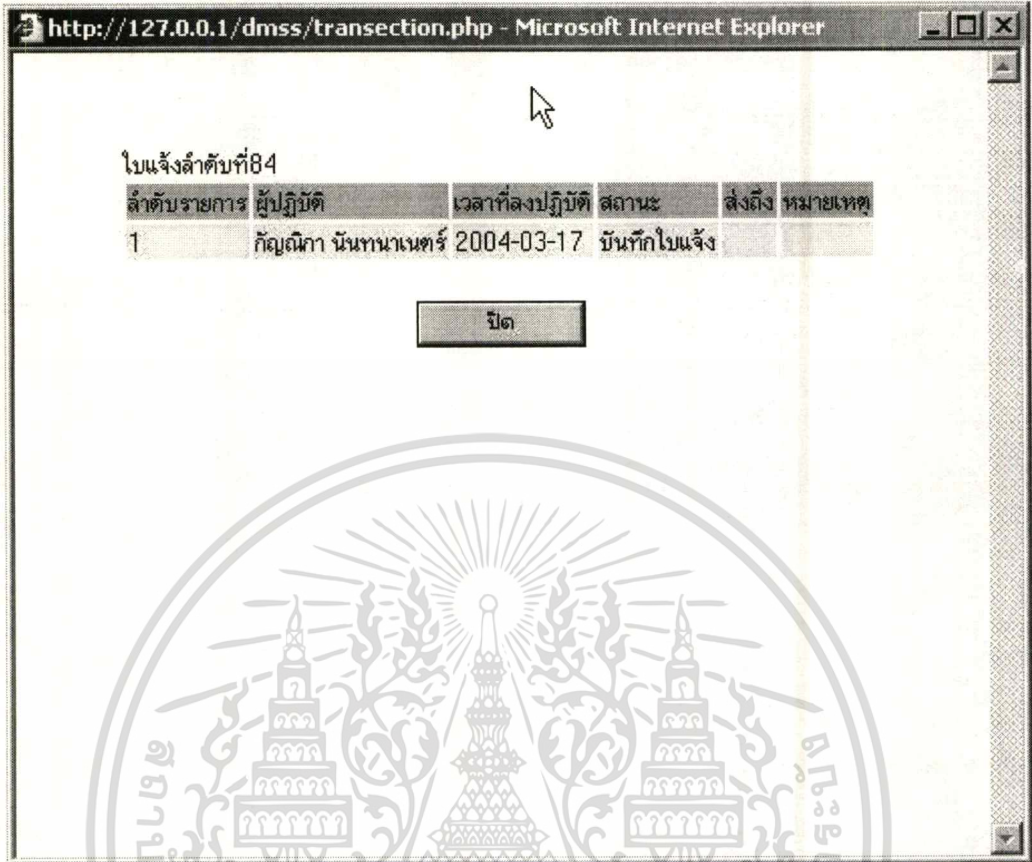 http://127.0.0.1/dmss/transection.php - Microsoft Internet Explorer
ใบแจ้งลำดับที่84
ลำดับรายการ ผู้ปฏิบัติ เวลาที่ลงปฏิบัติ สถานะ ส่งถึง หมายเหตุ
1 กัญณิกา นันทนาเนตร์ 2004-03-17 บันทึกใบแจ้ง
ปิด